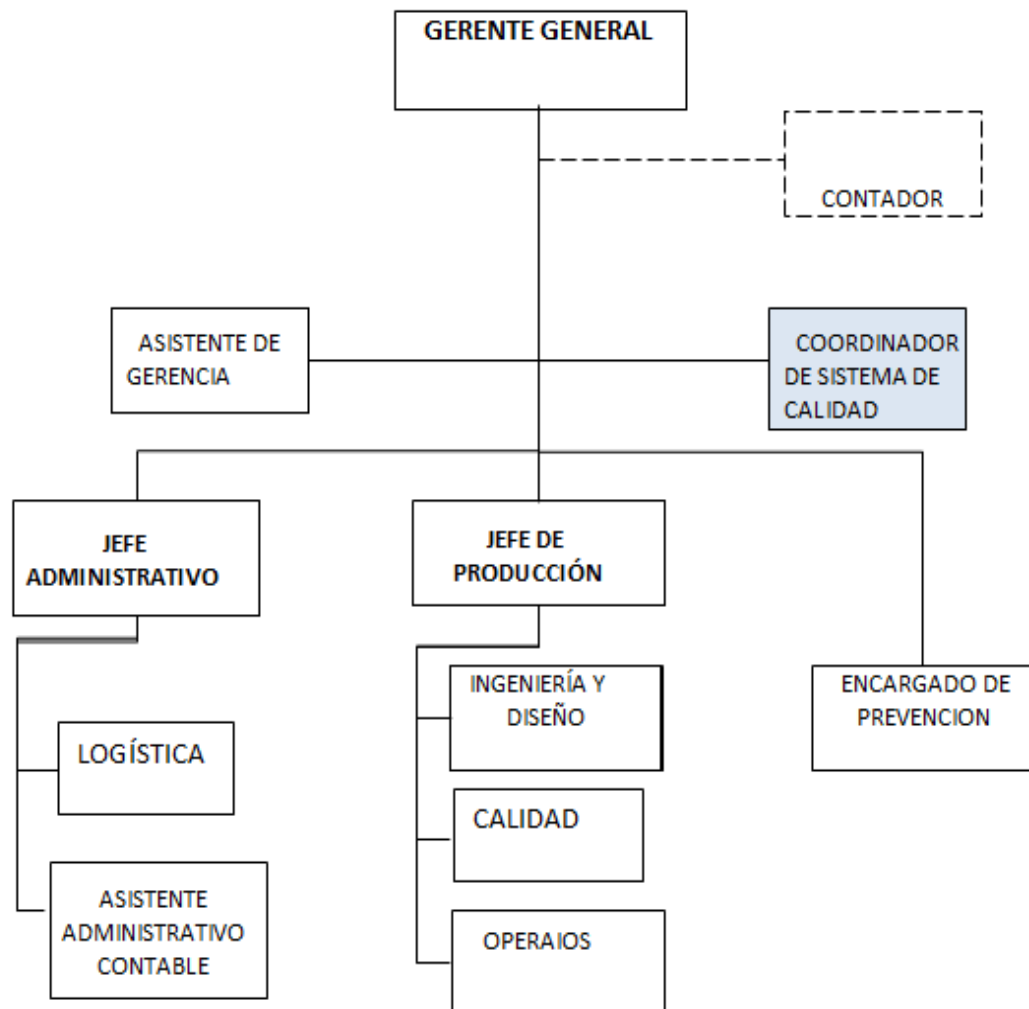 GERENTE GENERAL
CONTADOR
ASISTENTE DE
GERENCIA
COORDINADOR
DE SISTEMA DE
CALIDAD
JEFE
ADMINISTRATIVO
JEFE DE
PRODUCCIÓN
INGENIERÍA Y
DISEÑO
ENCARGADO DE
PREVENCION
LOGÍSTICA
CALIDAD
ASISTENTE
ADMINISTRATIVO
CONTABLE
OPERAIOS